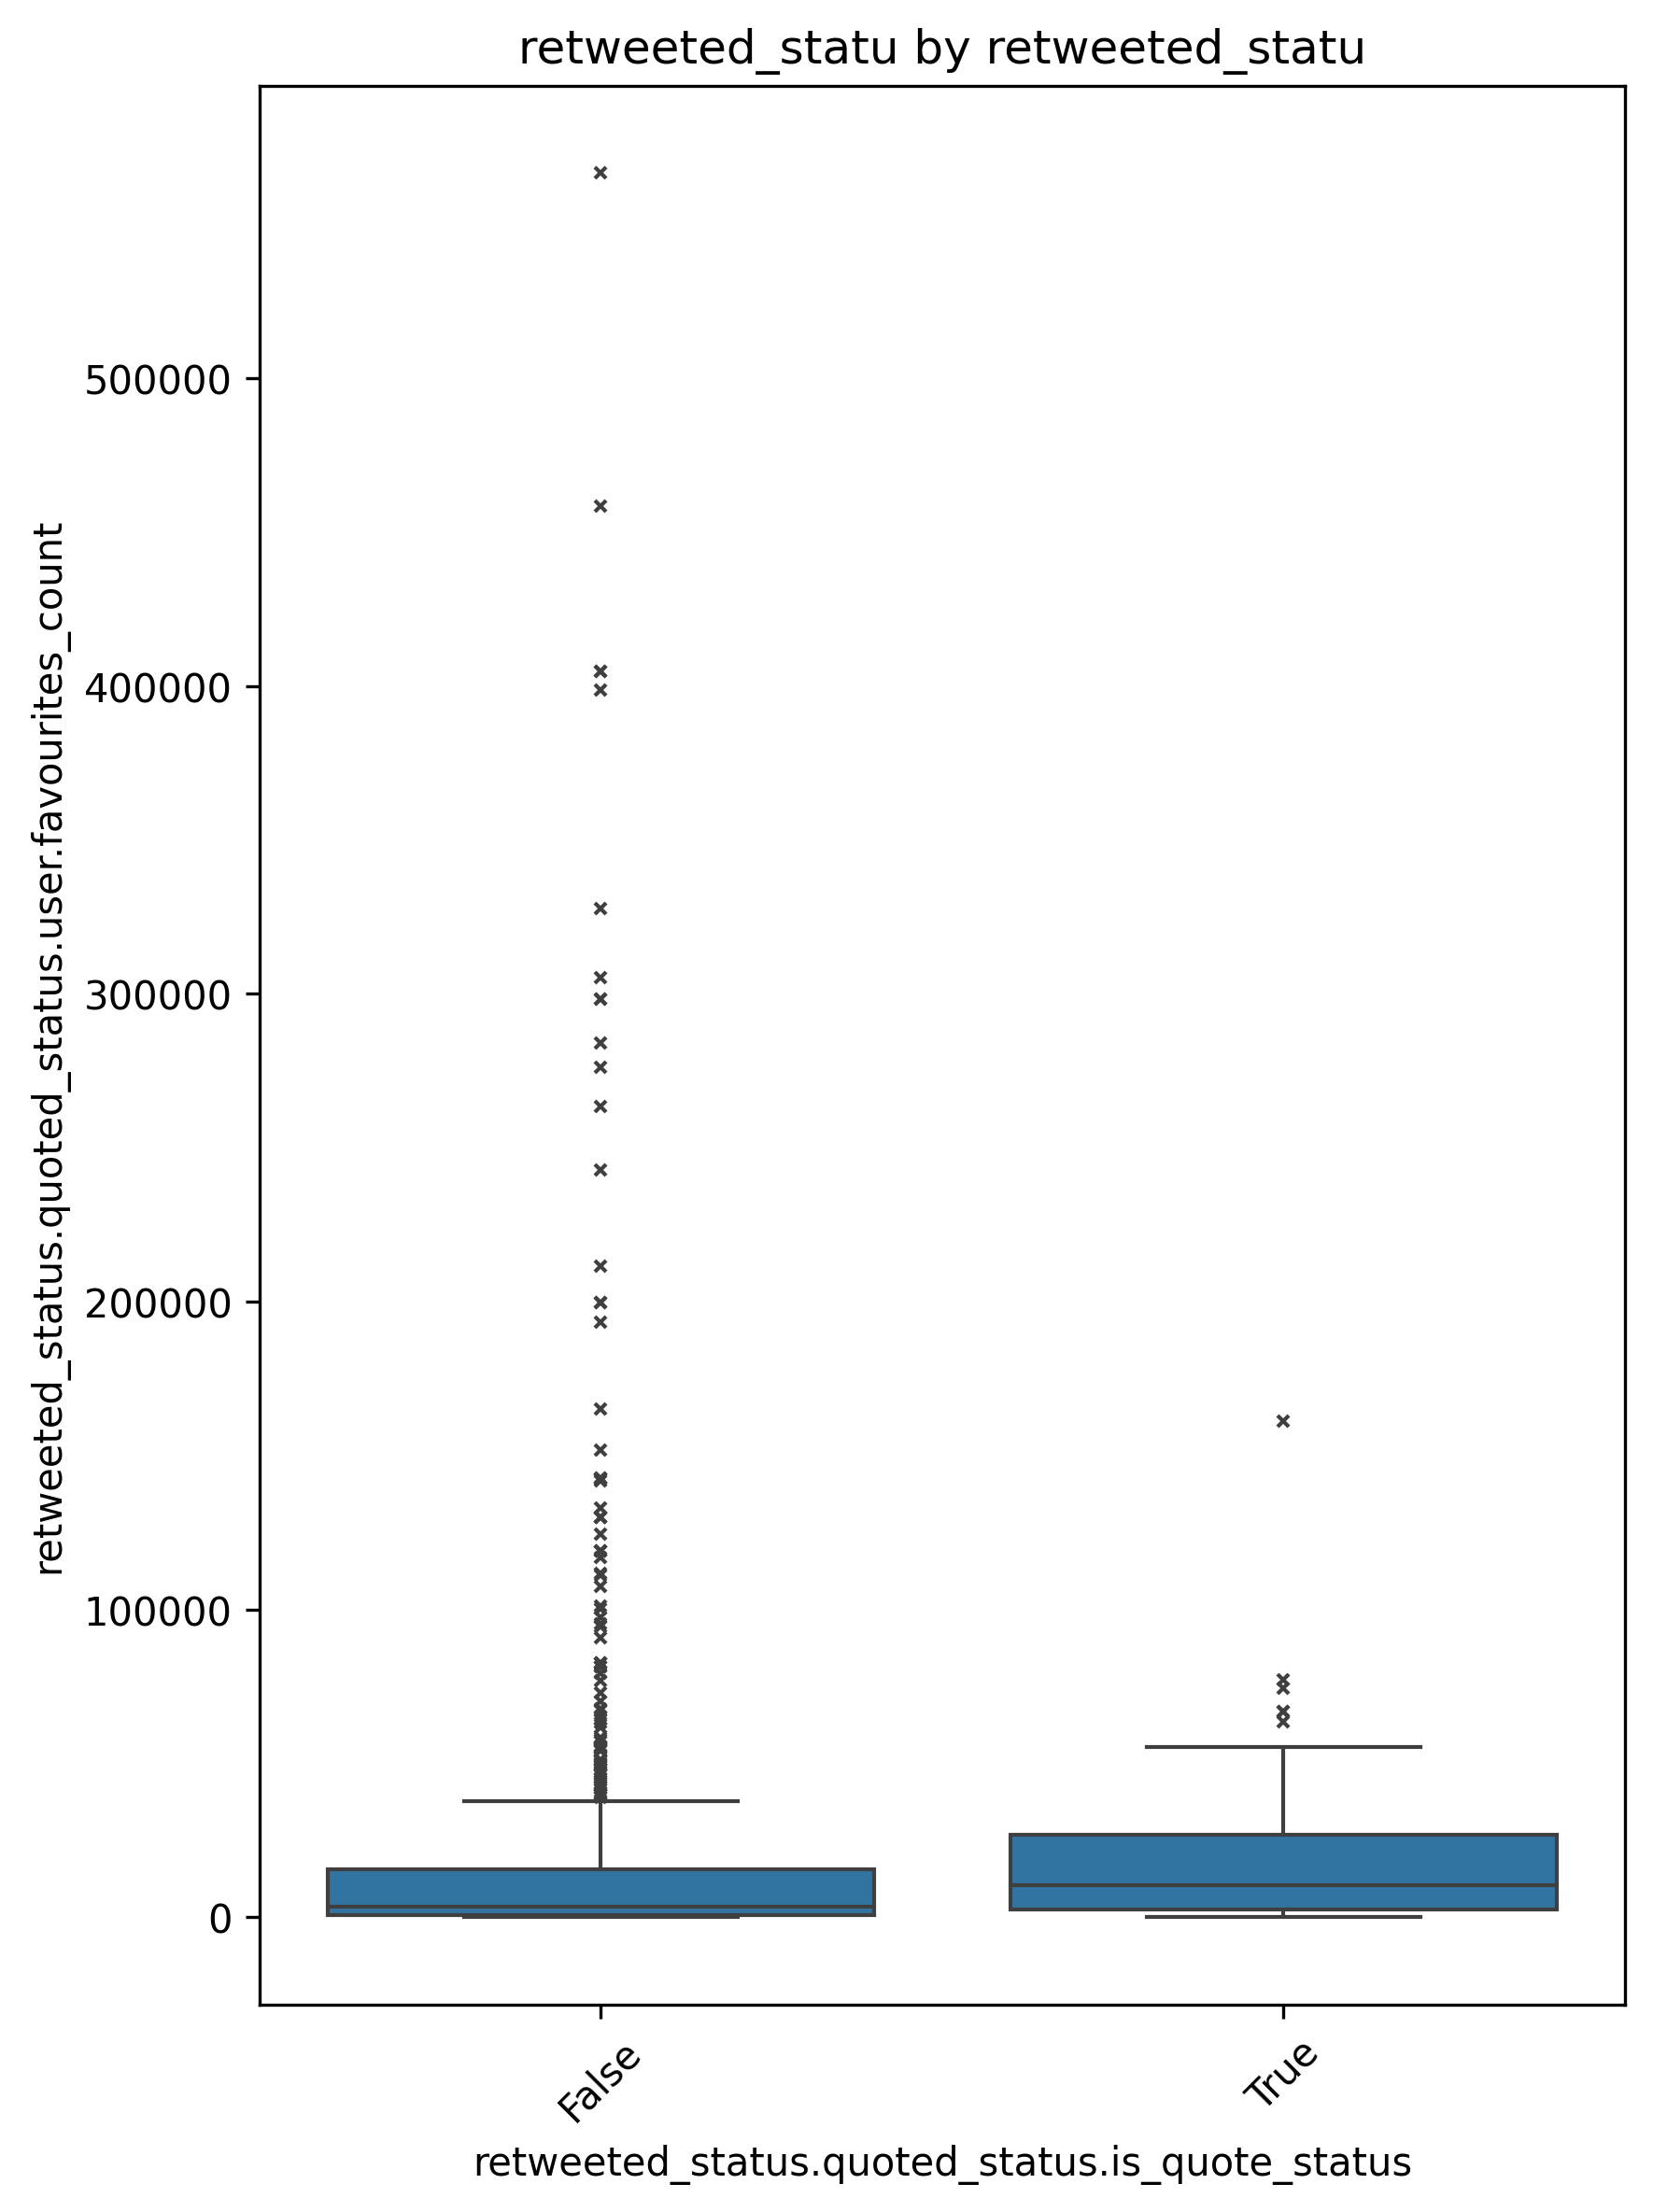 retweeted_statu by retweeted_statu
retweeted_status.quoted_status.user.favourites_count
500000
400000
300000
200000
100000
0
False
True
retweeted_status.quoted_status.is_quote_status